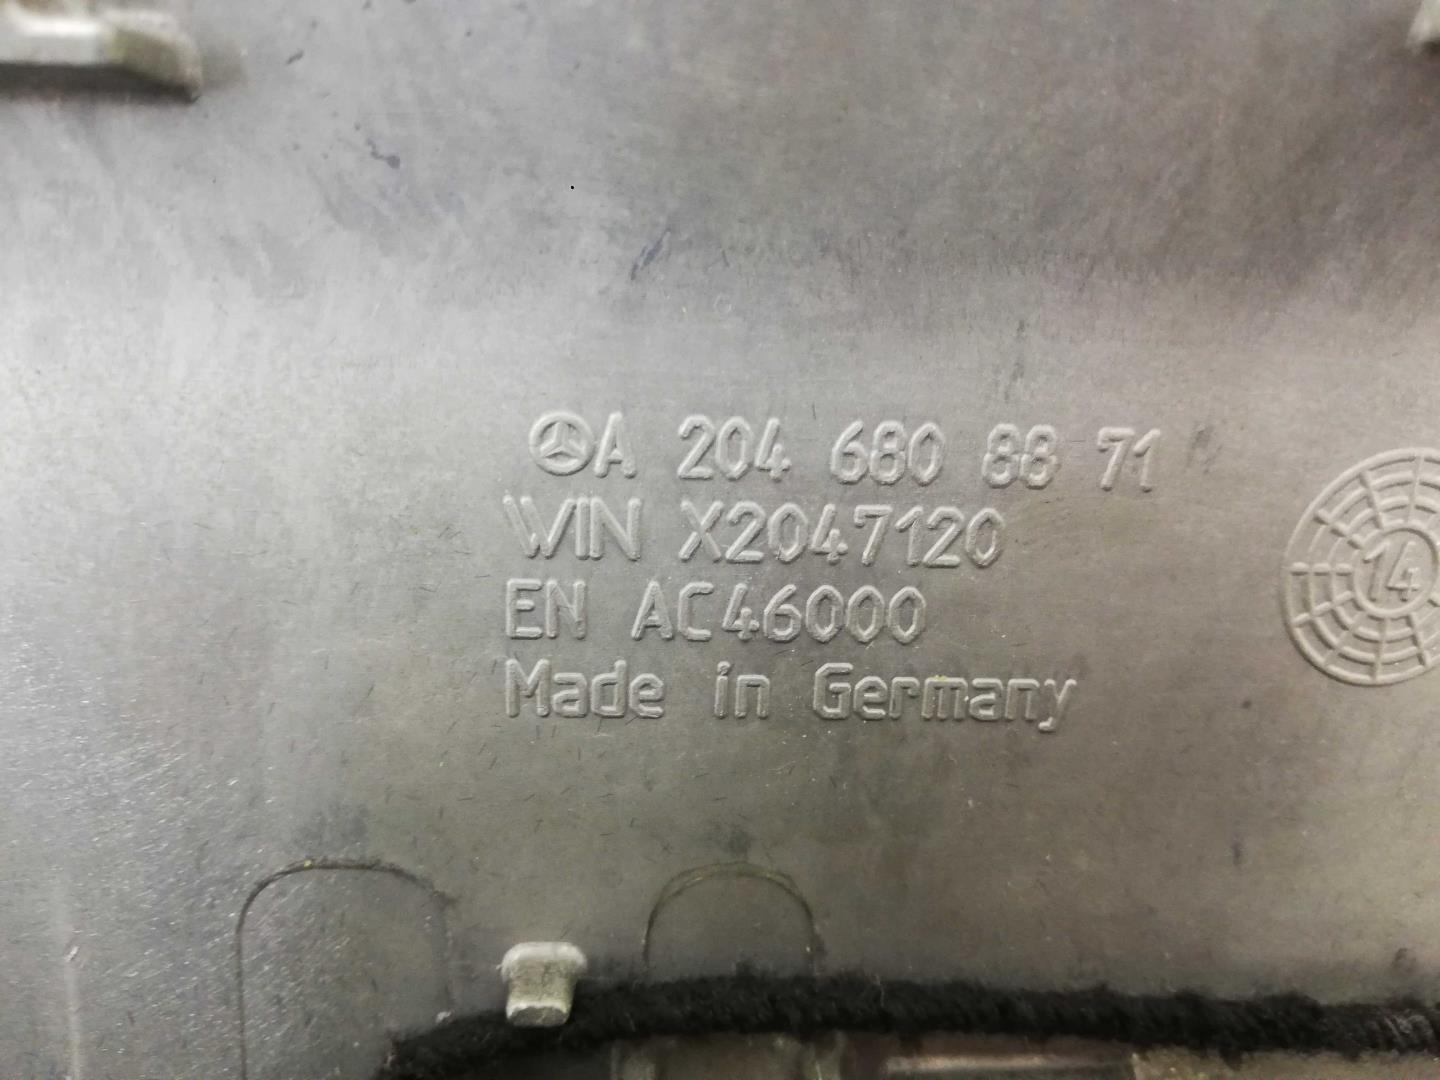 A 204 680 88 71
WIN X2047120
EN AC46000
Made in Germany
14